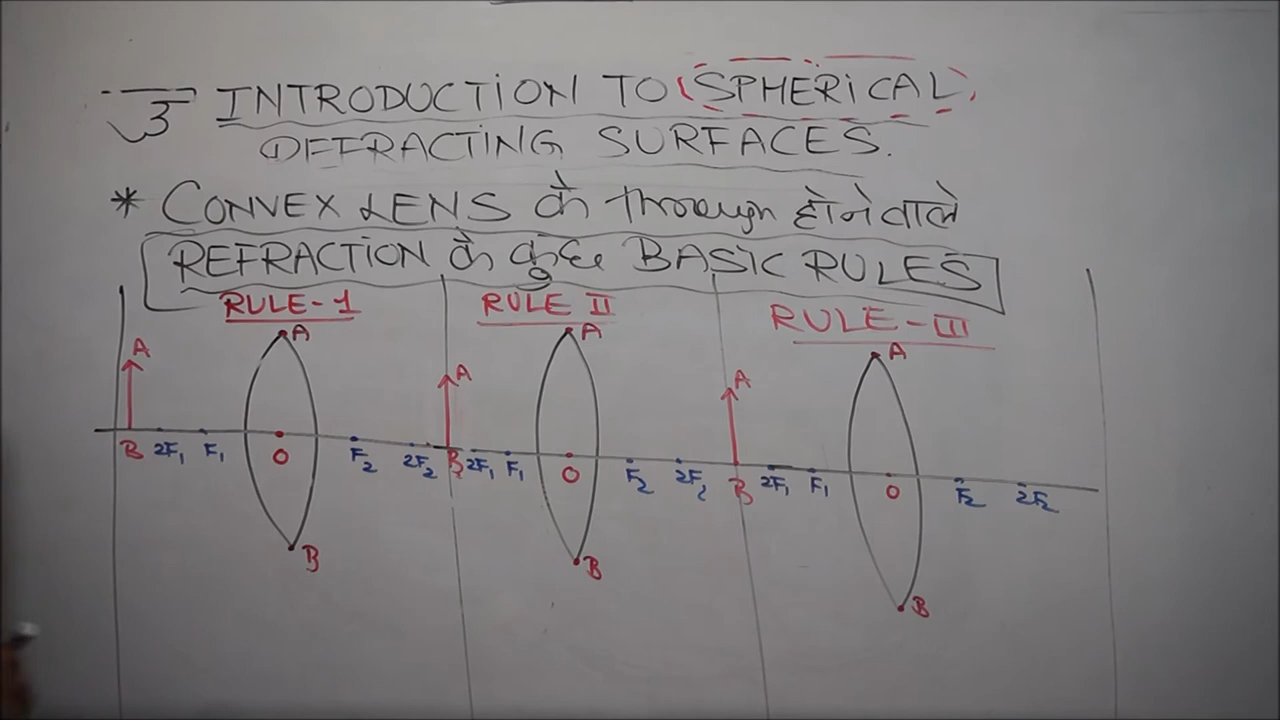 3 INTRODUCTION TO (SPHERICAL)
REFRACTING SURFACES.
* CONVEX LENS के through होने वाले
REFRACTION के कुछ BASIC RULES
RULE-1 RULE II RULE-III
A A A
A A A
B 2F₁ F₁ O F₂ 2F₂ B 2F₁ F₁ O F₂ 2F₂ B 2F₁ F₁ O F₂ 2F₂
B B B